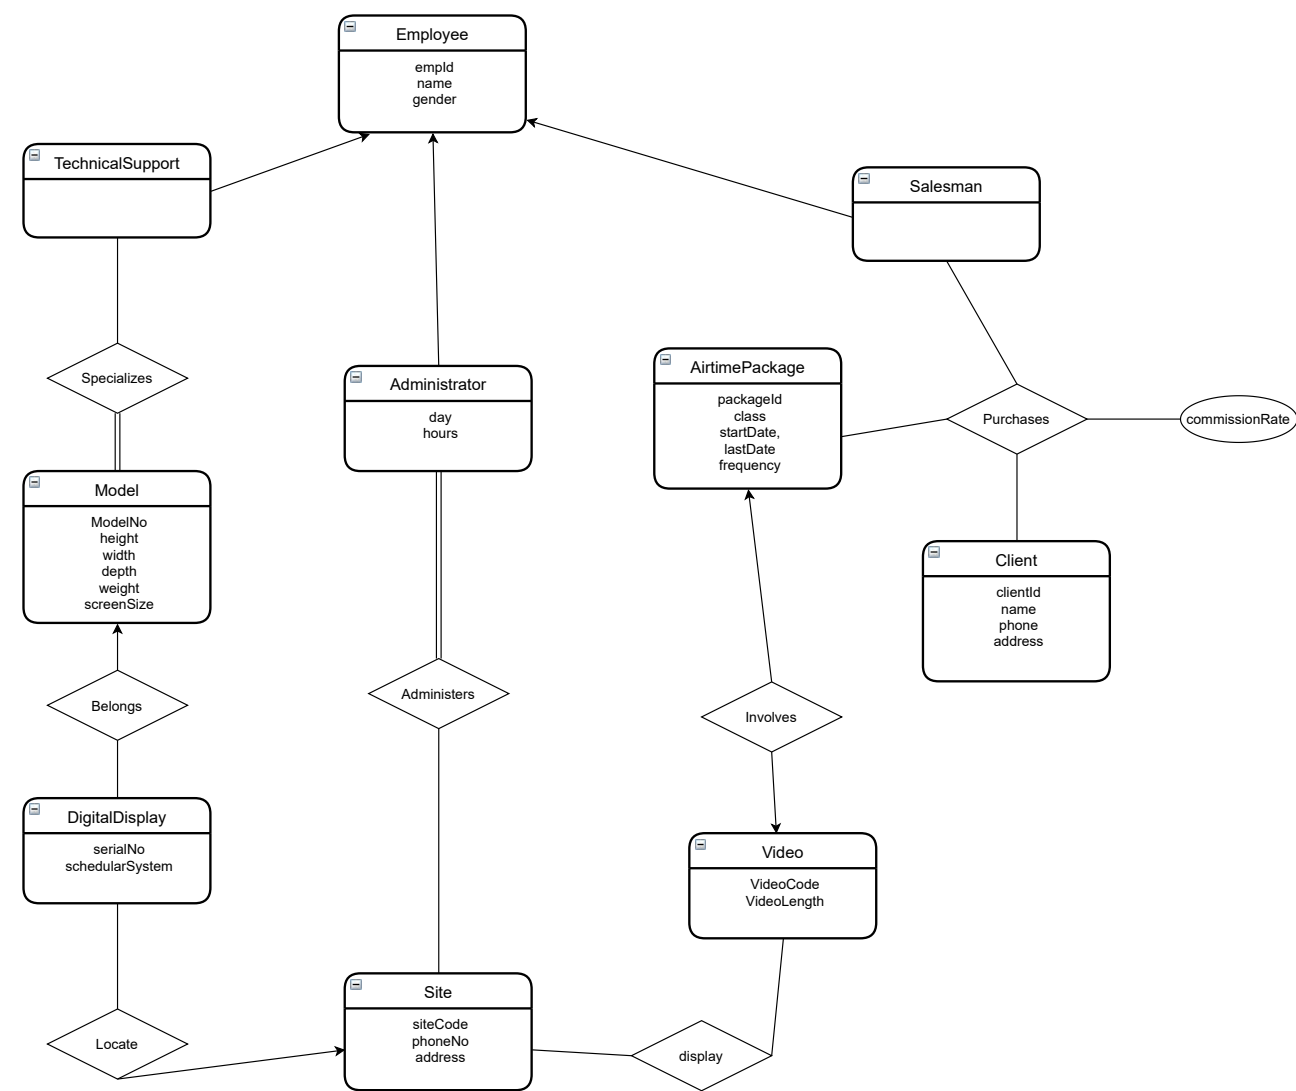 Employee
empId
name
gender
TechnicalSupport
Salesman
Specializes
Administrator
day
hours
AirtimePackage
packageId
class
startDate,
lastDate
frequency
Purchases
commissionRate
Model
ModelNo
height
width
depth
weight
screenSize
Client
clientId
name
phone
address
Belongs
Administers
Involves
DigitalDisplay
serialNo
schedularSystem
Video
VideoCode
VideoLength
Locate
Site
siteCode
phoneNo
address
display